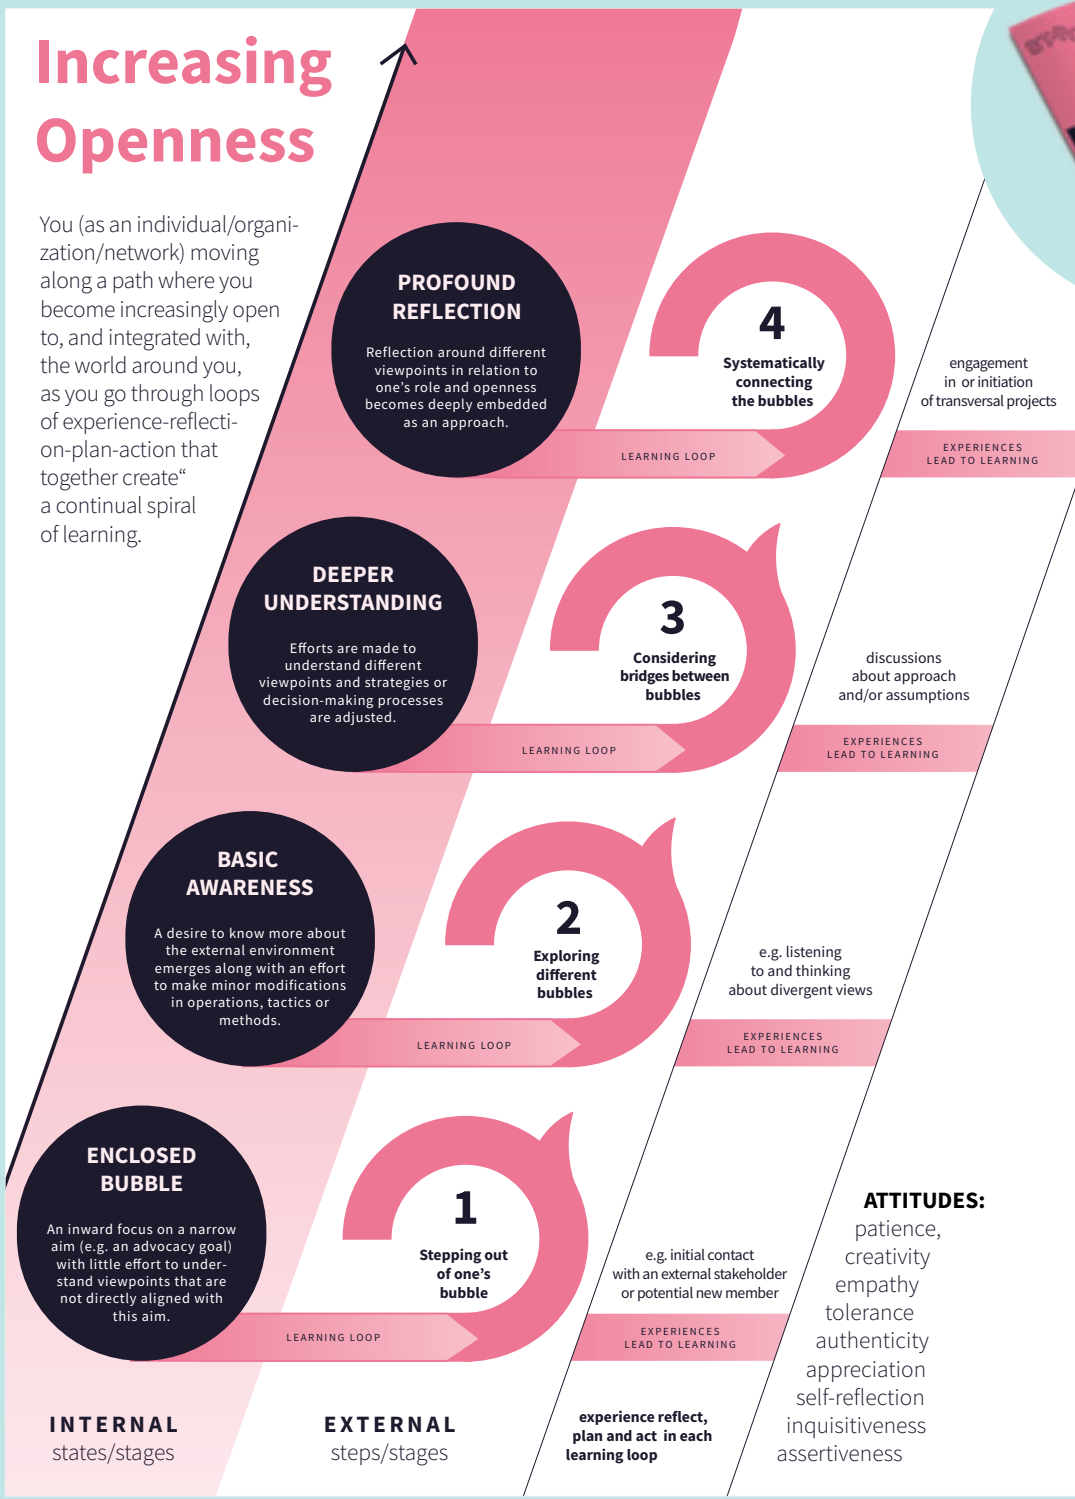 Increasing
Openness
You (as an individual/organi-
zation/network) moving
along a path where you
become increasingly open
to, and integrated with,
the world around you,
as you go through loops
of experience-reflecti-
on-plan-action that
together create“
a continual spiral
of learning.
PROFOUND
REFLECTION
Reflection around different
viewpoints in relation to
one's role and openness
becomes deeply embedded
as an approach.
LEARNING LOOP
4
Systematically
connecting
the bubbles
engagement
in or initiation
of transversal projects
EXPERIENCES
LEAD TO LEARNING
DEEPER
UNDERSTANDING
Efforts are made to
understand different
viewpoints and strategies or
decision-making processes
are adjusted.
LEARNING LOOP
3
Considering
bridges between
bubbles
discussions
about approach
and/or assumptions
EXPERIENCES
LEAD TO LEARNING
BASIC
AWARENESS
A desire to know more about
the external environment
emerges along with an effort
to make minor modifications
in operations, tactics or
methods.
LEARNING LOOP
2
Exploring
different
bubbles
e.g. listening
to and thinking
about divergent views
EXPERIENCES
LEAD TO LEARNING
ENCLOSED
BUBBLE
An inward focus on a narrow
aim (e.g. an advocacy goal)
with little effort to under-
stand viewpoints that are
not directly aligned with
this aim.
LEARNING LOOP
1
Stepping out
of one's
bubble
e.g. initial contact
with an external stakeholder
or potential new member
EXPERIENCES
LEAD TO LEARNING
ATTITUDES:
patience,
creativity
empathy
tolerance
authenticity
appreciation
self-reflection
inquisitiveness
assertiveness
INTERNAL
states/stages
EXTERNAL
steps/stages
experience reflect,
plan and act in each
learning loop